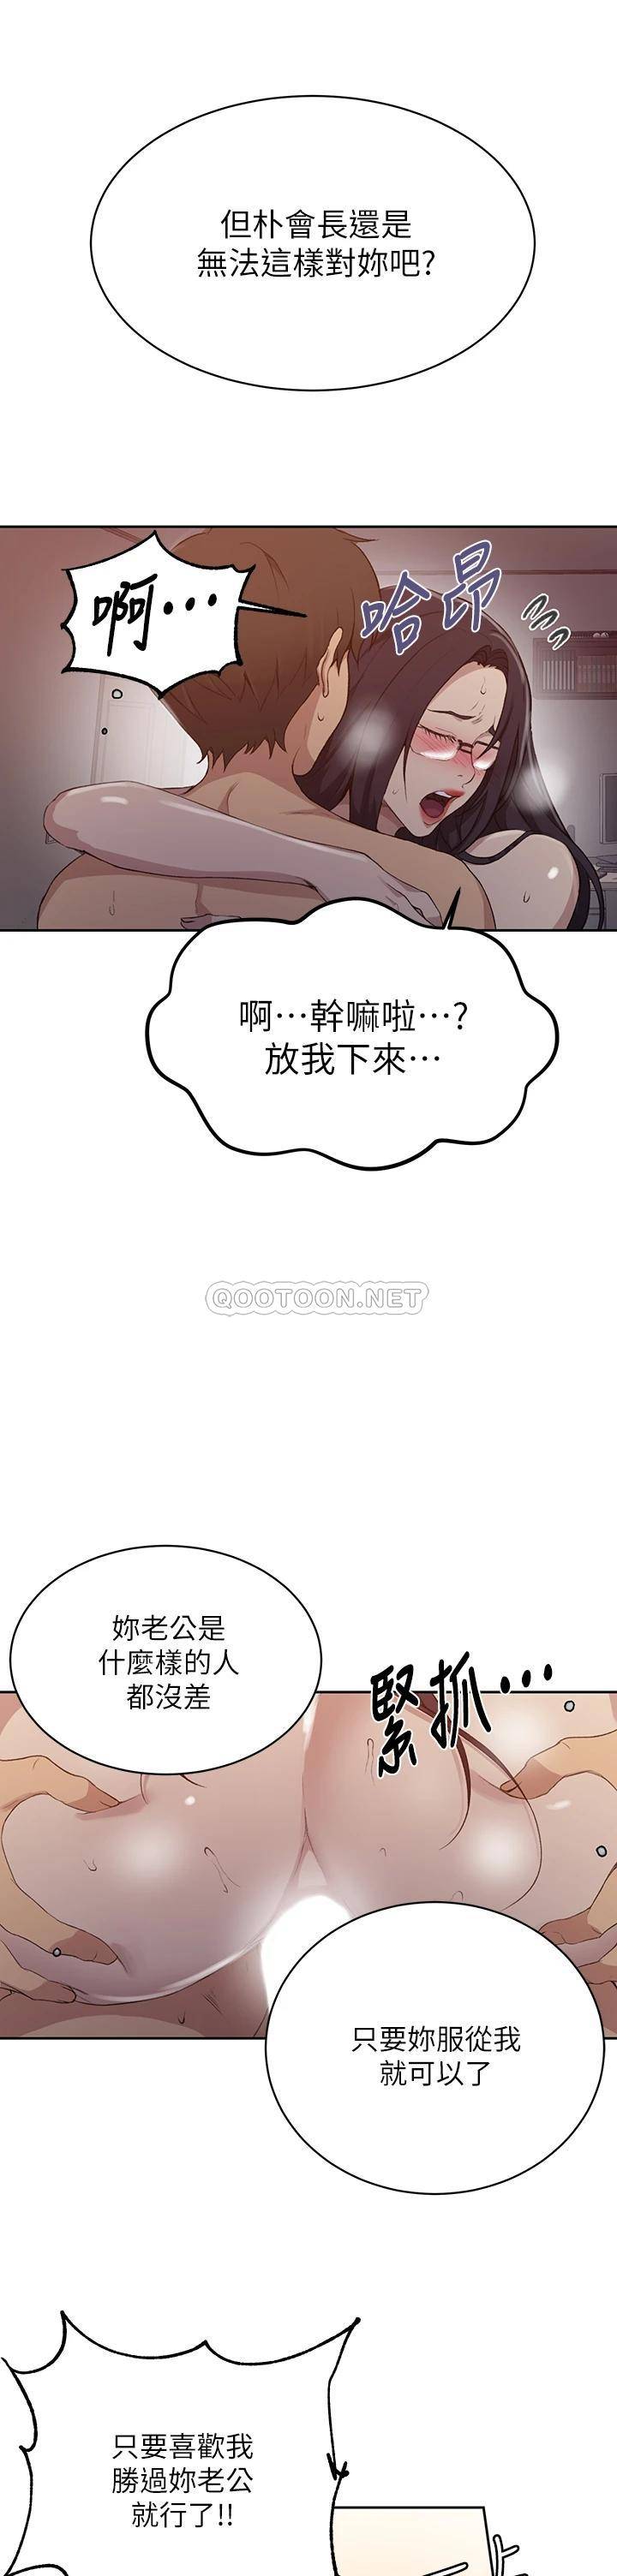 但朴會長還是
無法這樣對妳吧?
啊⋯
哈昂
啊⋯幹嘛啦⋯?
放我下來⋯
QOOTOON.NET
妳老公是
什麼樣的人
都沒差
緊抓⋯
只要妳服從我
就可以了
只要喜歡我
勝過妳老公
就行了!!